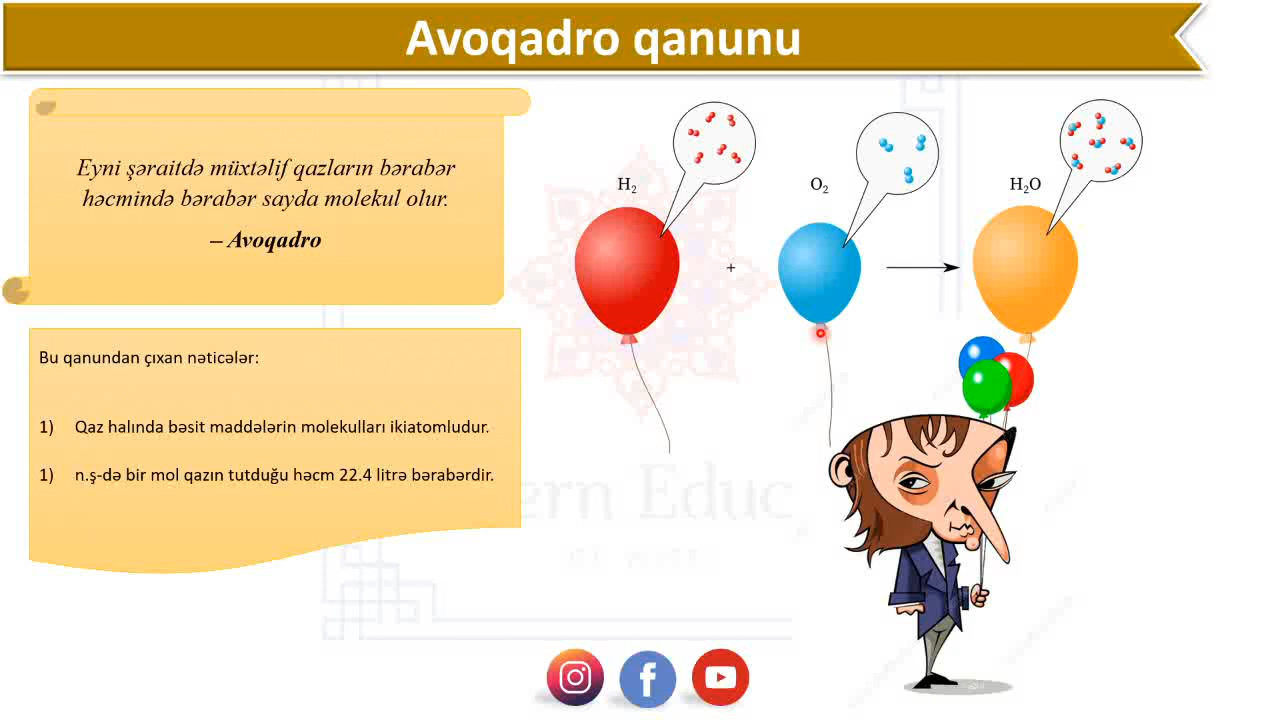 Avoqadro qanunu
Eyni şəraitdə müxtəlif qazların bərabər
həcmində bərabər sayda molekul olur.
– Avoqadro
H₂
O₂
H₂O
+
Bu qanundan çıxan nəticələr:
1) Qaz halında bəsit maddələrin molekulları ikiatomludur.
1) n.ş-də bir mol qazın tutduğu həcm 22.4 litrə bərabərdir.